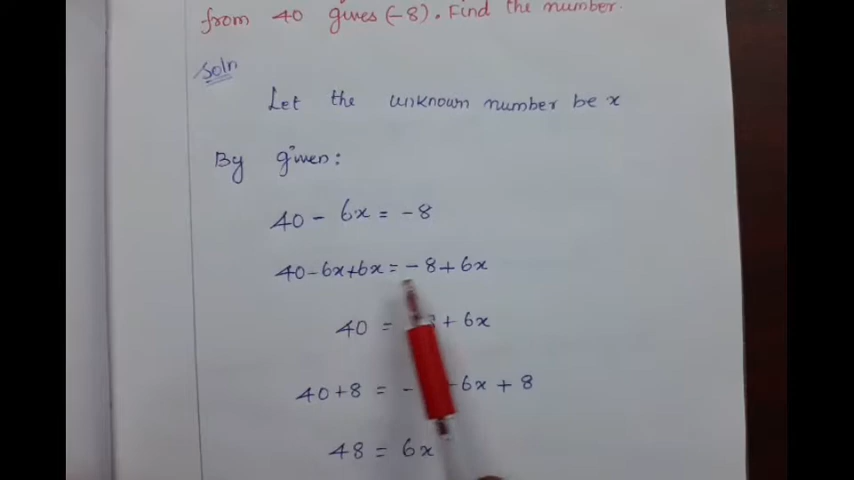 from 40 gives (-8). Find the number.
Soln
Let the unknown number be x
By given:
40 - 6x = -8
40-6x+6x = -8+6x
40 = + 6x
40+8 = - 6x + 8
48 = 6x